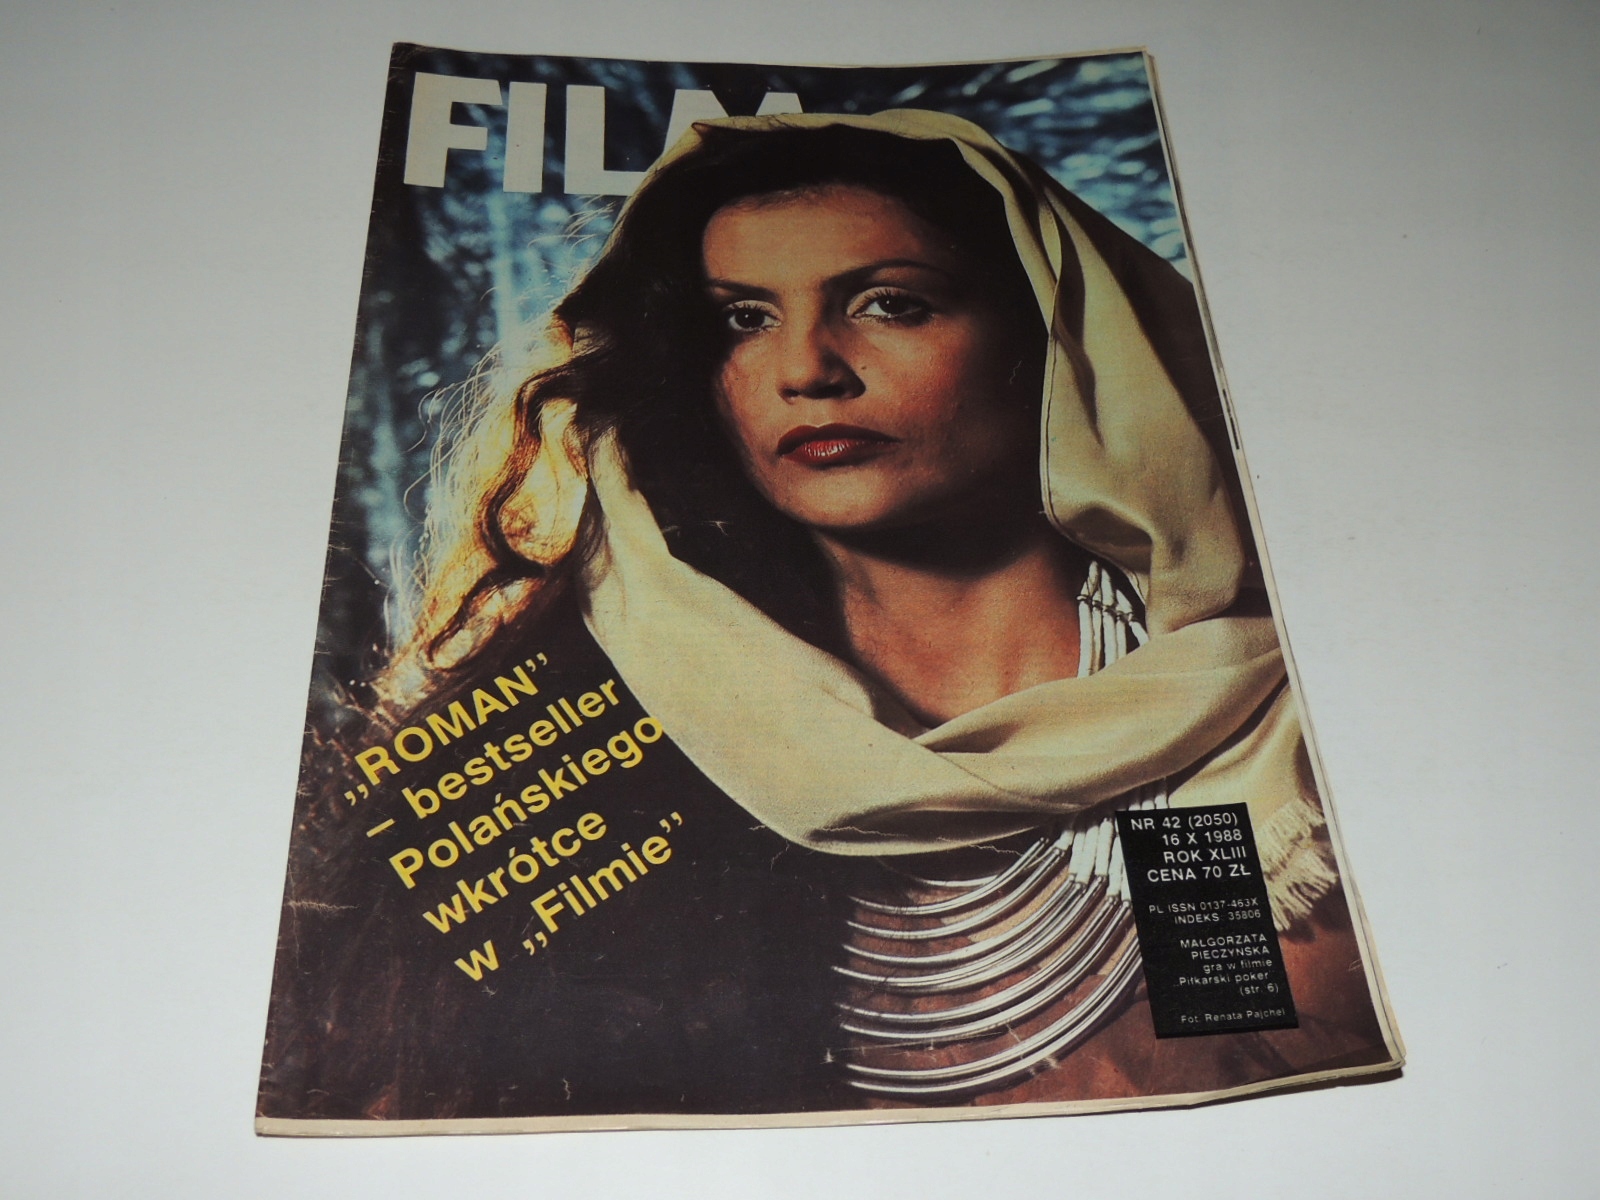 FILM
„ROMAN”
– bestseller
Polańskiego
wkrótce
w „Filmie”
NR 42 (2050)
16 X 1988
ROK XLIII
CENA 70 ZŁ
PL ISSN 0137-463X
INDEKS 35806
MAŁGORZATA
PIECZYŃSKA
gra w filmie
„Piłkarski poker”
(str. 6)
Fot. Renata Pajchel